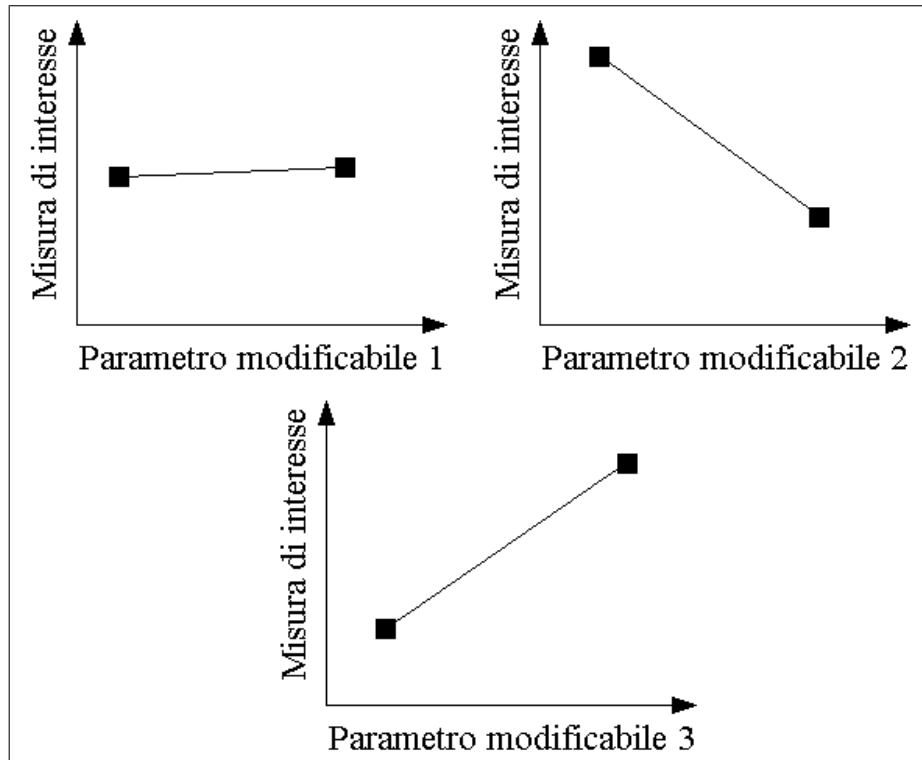 Misura di interesse
Parametro modificabile 1
Misura di interesse
Parametro modificabile 2
Misura di interesse
Parametro modificabile 3